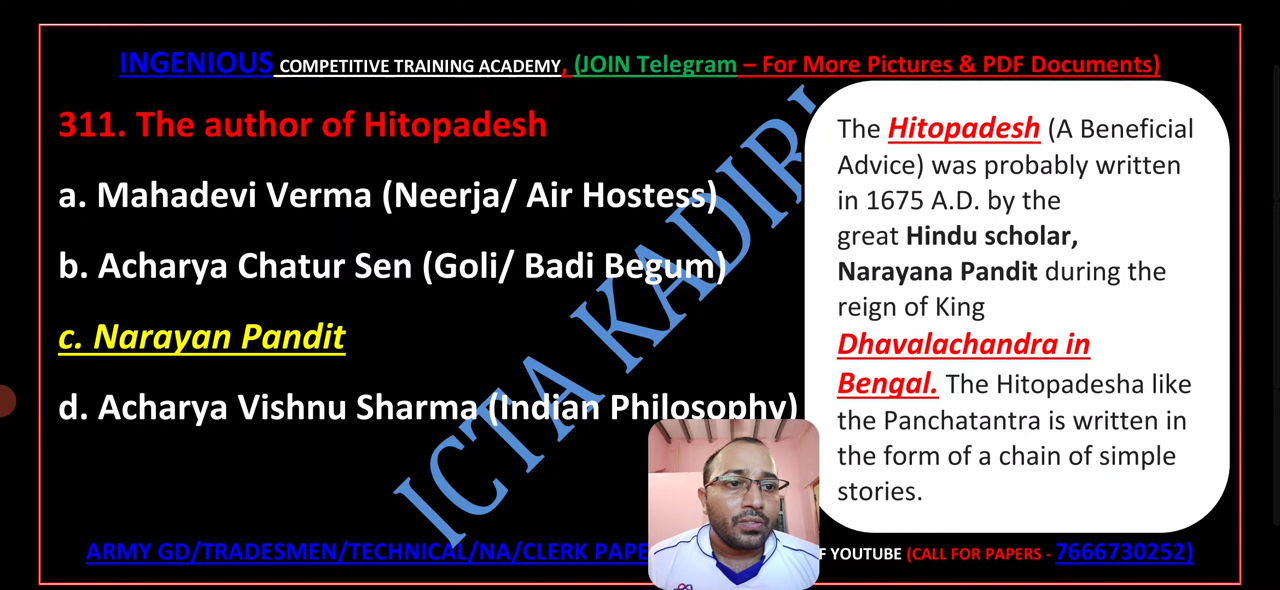 INGENIOUS COMPETITIVE TRAINING ACADEMY, (JOIN Telegram – For More Pictures & PDF Documents)
311. The author of Hitopadesh
a. Mahadevi Verma (Neerja/ Air Hostess)
b. Acharya Chatur Sen (Goli/ Badi Begum)
c. Narayan Pandit
d. Acharya Vishnu Sharma (Indian Philosophy)
The Hitopadesh (A Beneficial
Advice) was probably written
in 1675 A.D. by the
great Hindu scholar,
Narayana Pandit during the
reign of King
Dhavalachandra in
Bengal. The Hitopadesha like
the Panchatantra is written in
the form of a chain of simple
stories.
ICTA KADIRI
ARMY GD/TRADESMEN/TECHNICAL/NA/CLERK PAPE F YOUTUBE (CALL FOR PAPERS - 7666730252)